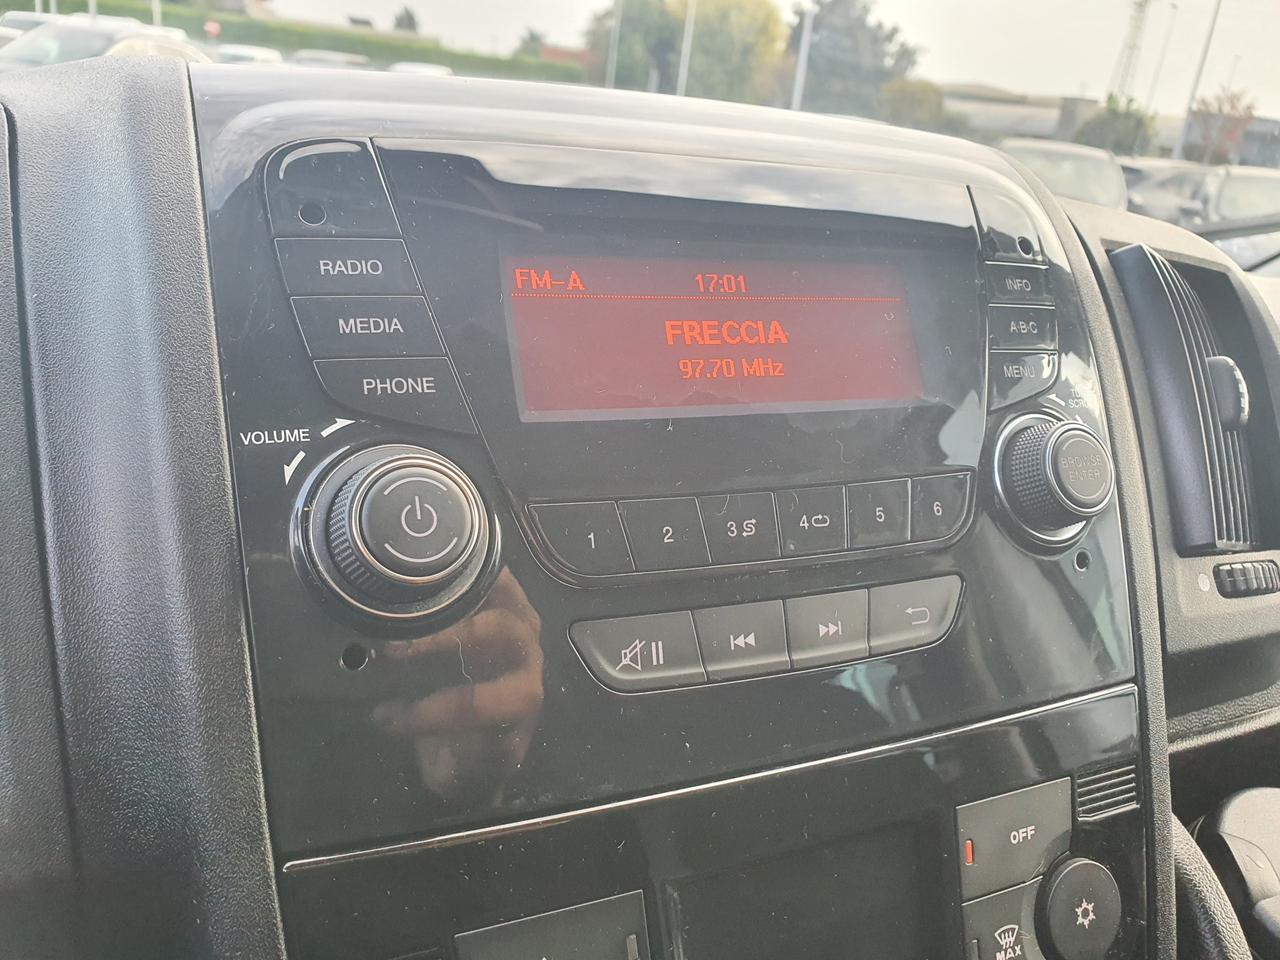 RADIO
MEDIA
PHONE
VOLUME
FM-A 17:01
FRECCIA
97.70 MHz
INFO
A·B·C
MENU
BROWSE
ENTER
1 2 3 4 5 6
OFF
MAX